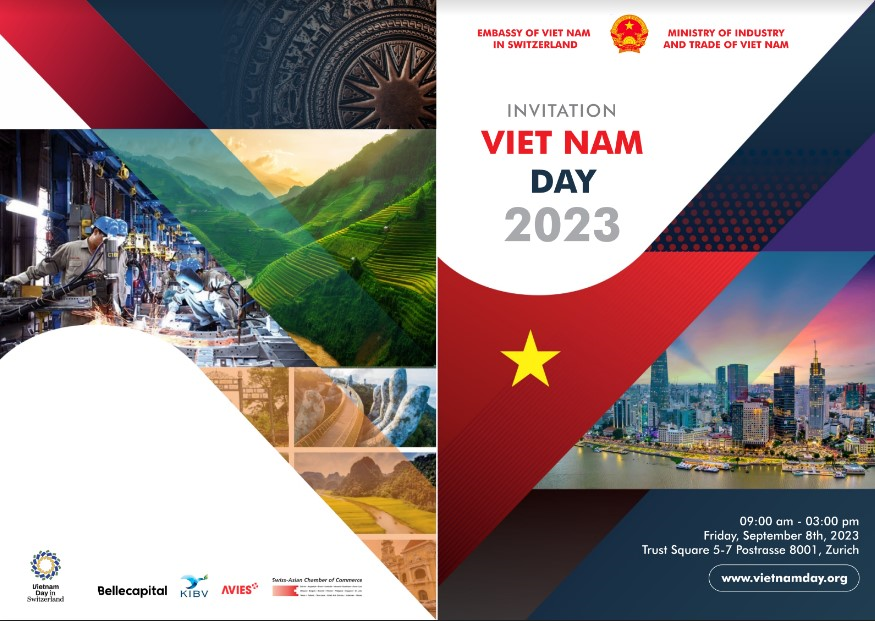 EMBASSY OF VIET NAM
IN SWITZERLAND
MINISTRY OF INDUSTRY
AND TRADE OF VIET NAM
INVITATION
VIET NAM
DAY
2023
09:00 am - 03:00 pm
Friday, September 8th, 2023
Trust Square 5-7 Postrasse 8001, Zurich
www.vietnamday.org
Vietnam
Day in
Switzerland
Bellecapital
KIBV
AVIES
Swiss-Asian Chamber of Commerce